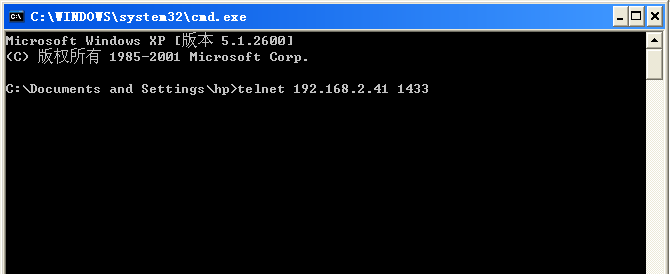 C:\WINDOWS\system32\cmd.exe
Microsoft Windows XP [版本 5.1.2600]
(C) 版权所有 1985-2001 Microsoft Corp.
C:\Documents and Settings\hp>telnet 192.168.2.41 1433